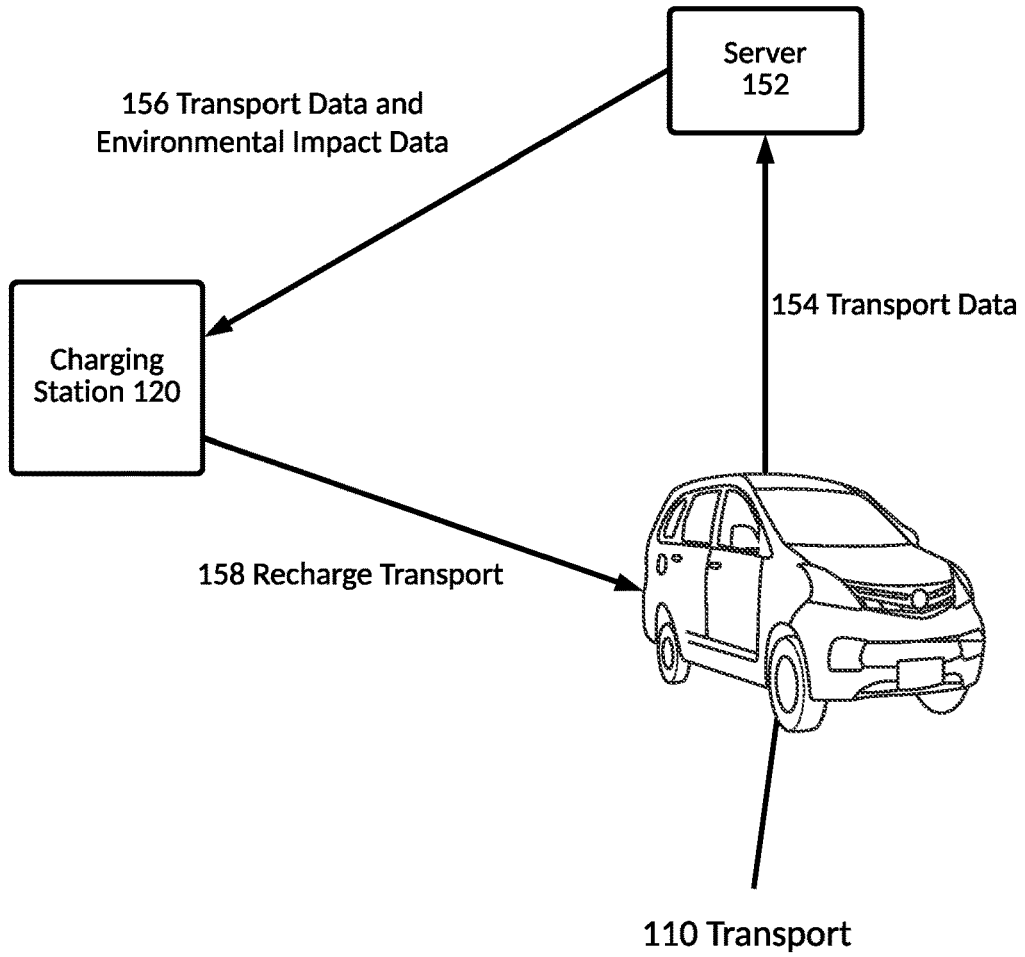 Server
152
156 Transport Data and
Environmental Impact Data
154 Transport Data
Charging
Station 120
158 Recharge Transport
110 Transport